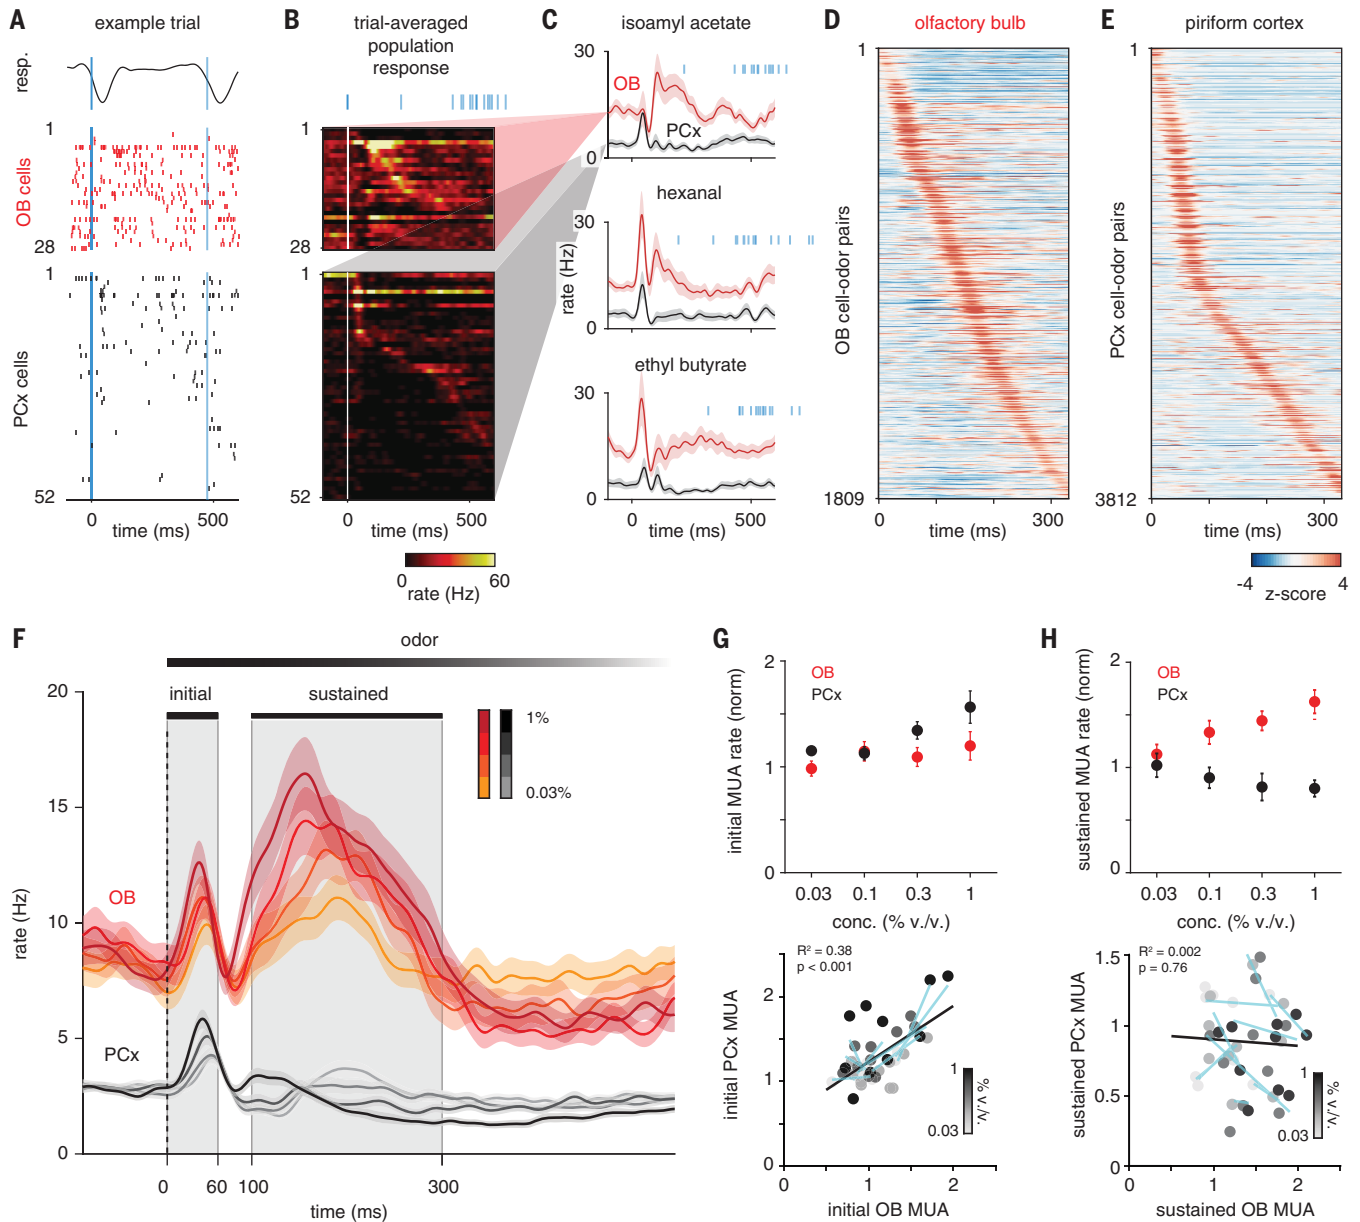 A
example trial
resp.
1
OB cells
28
1
PCx cells
52
0
500
time (ms)
B
trial-averaged
population
response
1
28
1
52
0
500
time (ms)
0
60
rate (Hz)
C
isoamyl acetate
30
OB
PCx
0
hexanal
30
rate (Hz)
0
ethyl butyrate
30
0
0
500
time (ms)
D
olfactory bulb
1
OB cell-odor pairs
1809
0
300
time (ms)
E
piriform cortex
1
PCx cell-odor pairs
3812
0
300
time (ms)
-4
4
z-score
F
odor
initial
sustained
1%
0.03%
20
15
10
5
0
rate (Hz)
OB
PCx
0
60
100
300
time (ms)
G
2
1
0
initial MUA rate (norm)
OB
PCx
0.03
0.1
0.3
1
conc. (% v./v.)
R² = 0.38
p < 0.001
2
1
0
initial PCx MUA
1
0.03
% v./v.
0
1
2
initial OB MUA
H
2
1
0
sustained MUA rate (norm)
OB
PCx
0.03
0.1
0.3
1
conc. (% v./v.)
R² = 0.002
p = 0.76
1.5
1
0.5
0
sustained PCx MUA
1
0.03
% v./v.
0
1
2
sustained OB MUA